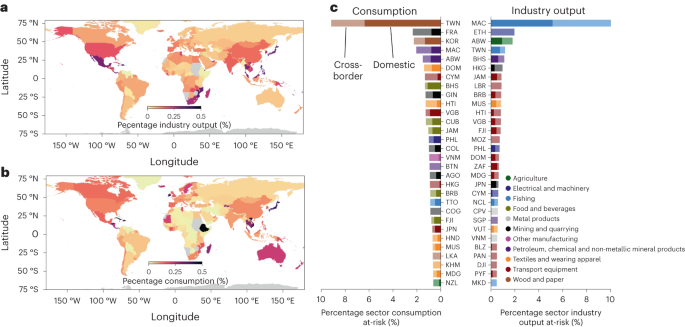 a
75° N
50° N
25° N
0
25° S
50° S
75° S
Latitude
0
0.5
Pecentage industry output (%)
150° W
100° W
50° W
0
50° E
100° E
150° E
Longitude
b
75° N
50° N
25° N
0
25° S
50° S
75° S
Latitude
0
0.5
Percentage consumption (%)
150° W
100° W
50° W
0
50° E
100° E
150° E
Longitude
c
Consumption
Cross-
border
Domestic
TWN
FRA
KOR
MAC
ABW
DOM
CYM
BHS
GIN
HTI
VGB
CUB
JAM
PHL
COL
VNM
BTN
AGO
HKG
BRB
TTO
COG
FJI
JPN
HND
MUS
LKA
KHM
MDG
NZL
10
8
6
4
2
0
Percentage sector consumption
at-risk (%)
Industry output
MAC
ETH
ABW
TWN
BHS
HKG
JAM
LBR
BRB
MUS
HTI
VGB
FJI
MOZ
PHL
DOM
ZAF
MDG
JPN
CYM
NCL
CPV
SGP
VUT
VNM
BLZ
PAN
DJI
PYF
MKD
0
2
4
6
8
10
Percentage sector industry
output at-risk (%)
Agriculture
Electrical and machinery
Fishing
Food and beverages
Metal products
Mining and quarrying
Other manufacturing
Petroleum, chemical and non-metallic mineral products
Textiles and wearing apparel
Transport equipment
Wood and paper